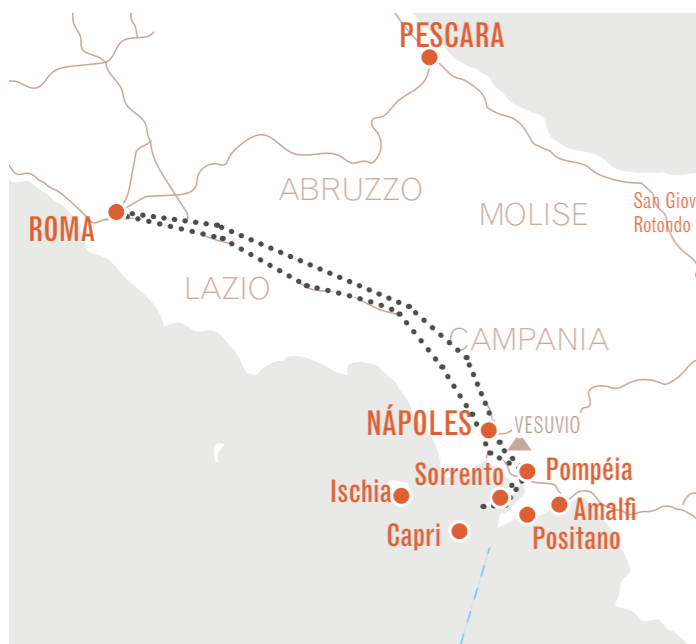 PESCARA
ABRUZZO
MOLISE
San Giov
Rotondo
ROMA
LAZIO
CAMPANIA
NÁPOLES
VESUVIO
Sorrento
Pompéia
Ischia
Amalfi
Capri
Positano